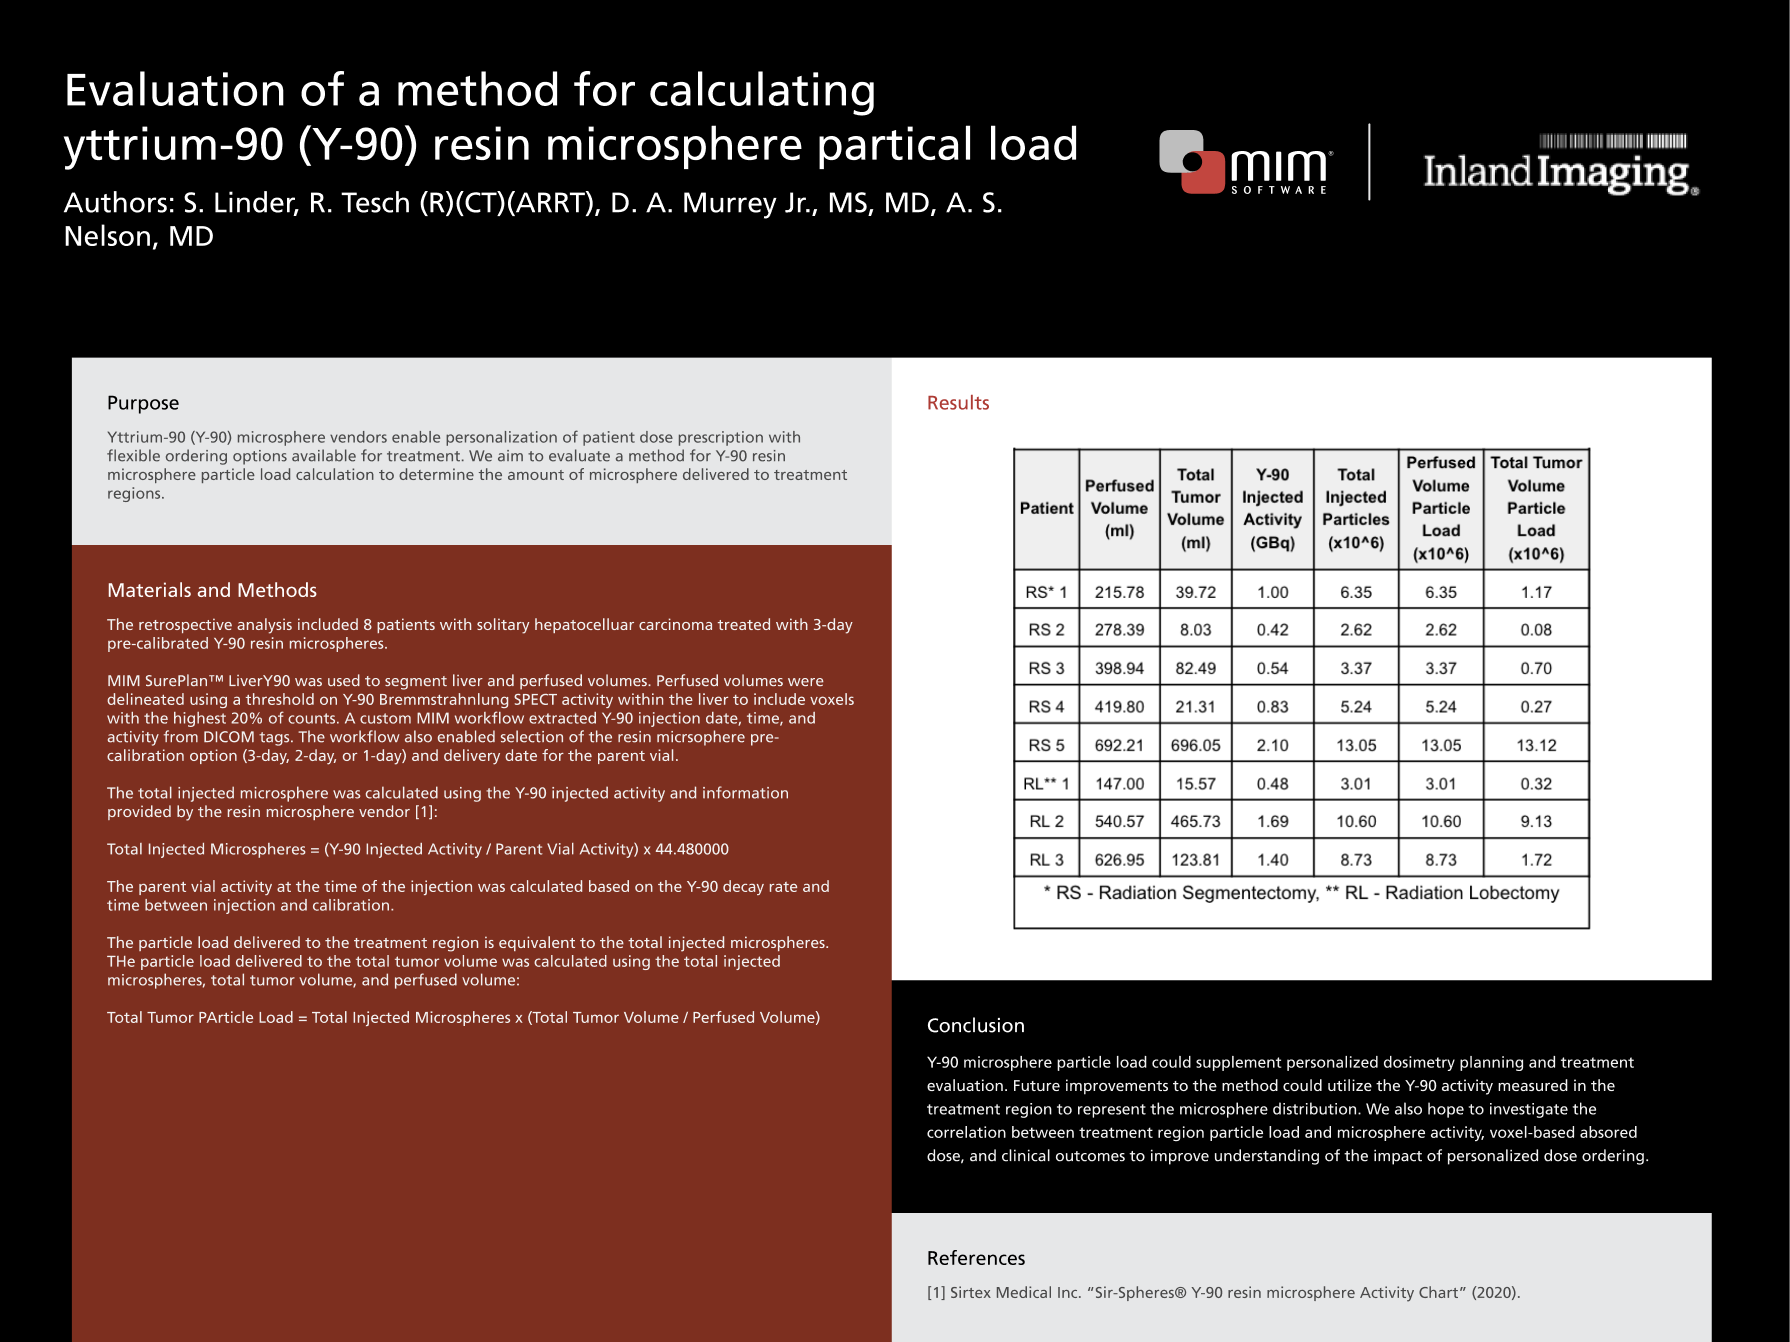 Evaluation of a method for calculating
yttrium-90 (Y-90) resin microsphere partical load
Authors: S. Linder, R. Tesch (R)(CT)(ARRT), D. A. Murrey Jr., MS, MD, A. S.
Nelson, MD
mim®
SOFTWARE
Inland Imaging®
Purpose
Yttrium-90 (Y-90) microsphere vendors enable personalization of patient dose prescription with
flexible ordering options available for treatment. We aim to evaluate a method for Y-90 resin
microsphere particle load calculation to determine the amount of microsphere delivered to treatment
regions.
Materials and Methods
The retrospective analysis included 8 patients with solitary hepatocelluar carcinoma treated with 3-day
pre-calibrated Y-90 resin microspheres.
MIM SurePlan™ LiverY90 was used to segment liver and perfused volumes. Perfused volumes were
delineated using a threshold on Y-90 Bremmstrahnlung SPECT activity within the liver to include voxels
with the highest 20% of counts. A custom MIM workflow extracted Y-90 injection date, time, and
activity from DICOM tags. The workflow also enabled selection of the resin micrsophere pre-
calibration option (3-day, 2-day, or 1-day) and delivery date for the parent vial.
The total injected microsphere was calculated using the Y-90 injected activity and information
provided by the resin microsphere vendor [1]:
Total Injected Microspheres = (Y-90 Injected Activity / Parent Vial Activity) x 44.480000
The parent vial activity at the time of the injection was calculated based on the Y-90 decay rate and
time between injection and calibration.
The particle load delivered to the treatment region is equivalent to the total injected microspheres.
THe particle load delivered to the total tumor volume was calculated using the total injected
microspheres, total tumor volume, and perfused volume:
Total Tumor PArticle Load = Total Injected Microspheres x (Total Tumor Volume / Perfused Volume)
Results
Patient Perfused Volume (ml) Total Tumor Volume (ml) Y-90 Injected Activity (GBq) Total Injected Particles (x10^6) Perfused Volume Particle Load (x10^6) Total Tumor Volume Particle Load (x10^6)
RS* 1 215.78 39.72 1.00 6.35 6.35 1.17
RS 2 278.39 8.03 0.42 2.62 2.62 0.08
RS 3 398.94 82.49 0.54 3.37 3.37 0.70
RS 4 419.80 21.31 0.83 5.24 5.24 0.27
RS 5 692.21 696.05 2.10 13.05 13.05 13.12
RL** 1 147.00 15.57 0.48 3.01 3.01 0.32
RL 2 540.57 465.73 1.69 10.60 10.60 9.13
RL 3 626.95 123.81 1.40 8.73 8.73 1.72
* RS - Radiation Segmentectomy, ** RL - Radiation Lobectomy
Conclusion
Y-90 microsphere particle load could supplement personalized dosimetry planning and treatment
evaluation. Future improvements to the method could utilize the Y-90 activity measured in the
treatment region to represent the microsphere distribution. We also hope to investigate the
correlation between treatment region particle load and microsphere activity, voxel-based absored
dose, and clinical outcomes to improve understanding of the impact of personalized dose ordering.
References
[1] Sirtex Medical Inc. “Sir-Spheres® Y-90 resin microsphere Activity Chart” (2020).